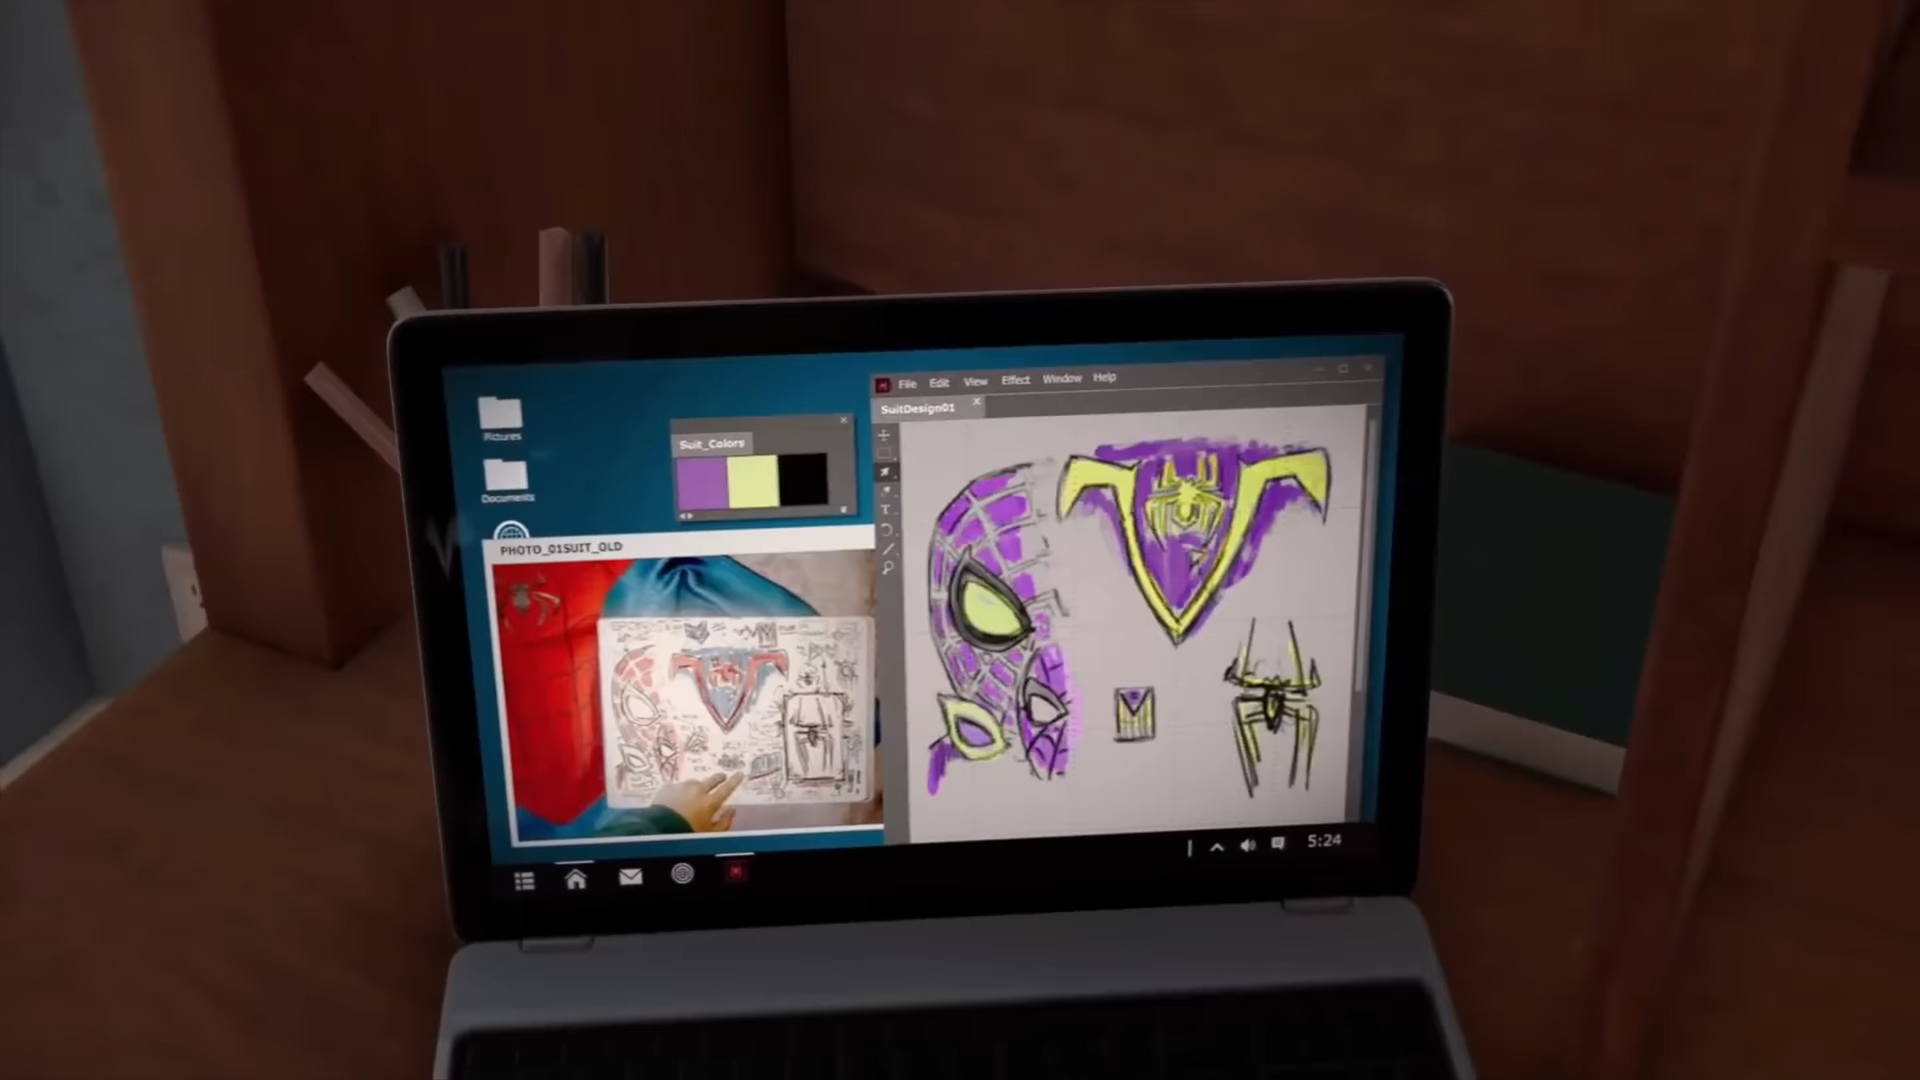 Pictures
Documents
Suit_Colors
PHOTO_01SUIT_OLD
File Edit View Effect Window Help
SuitDesign01
T
5:24